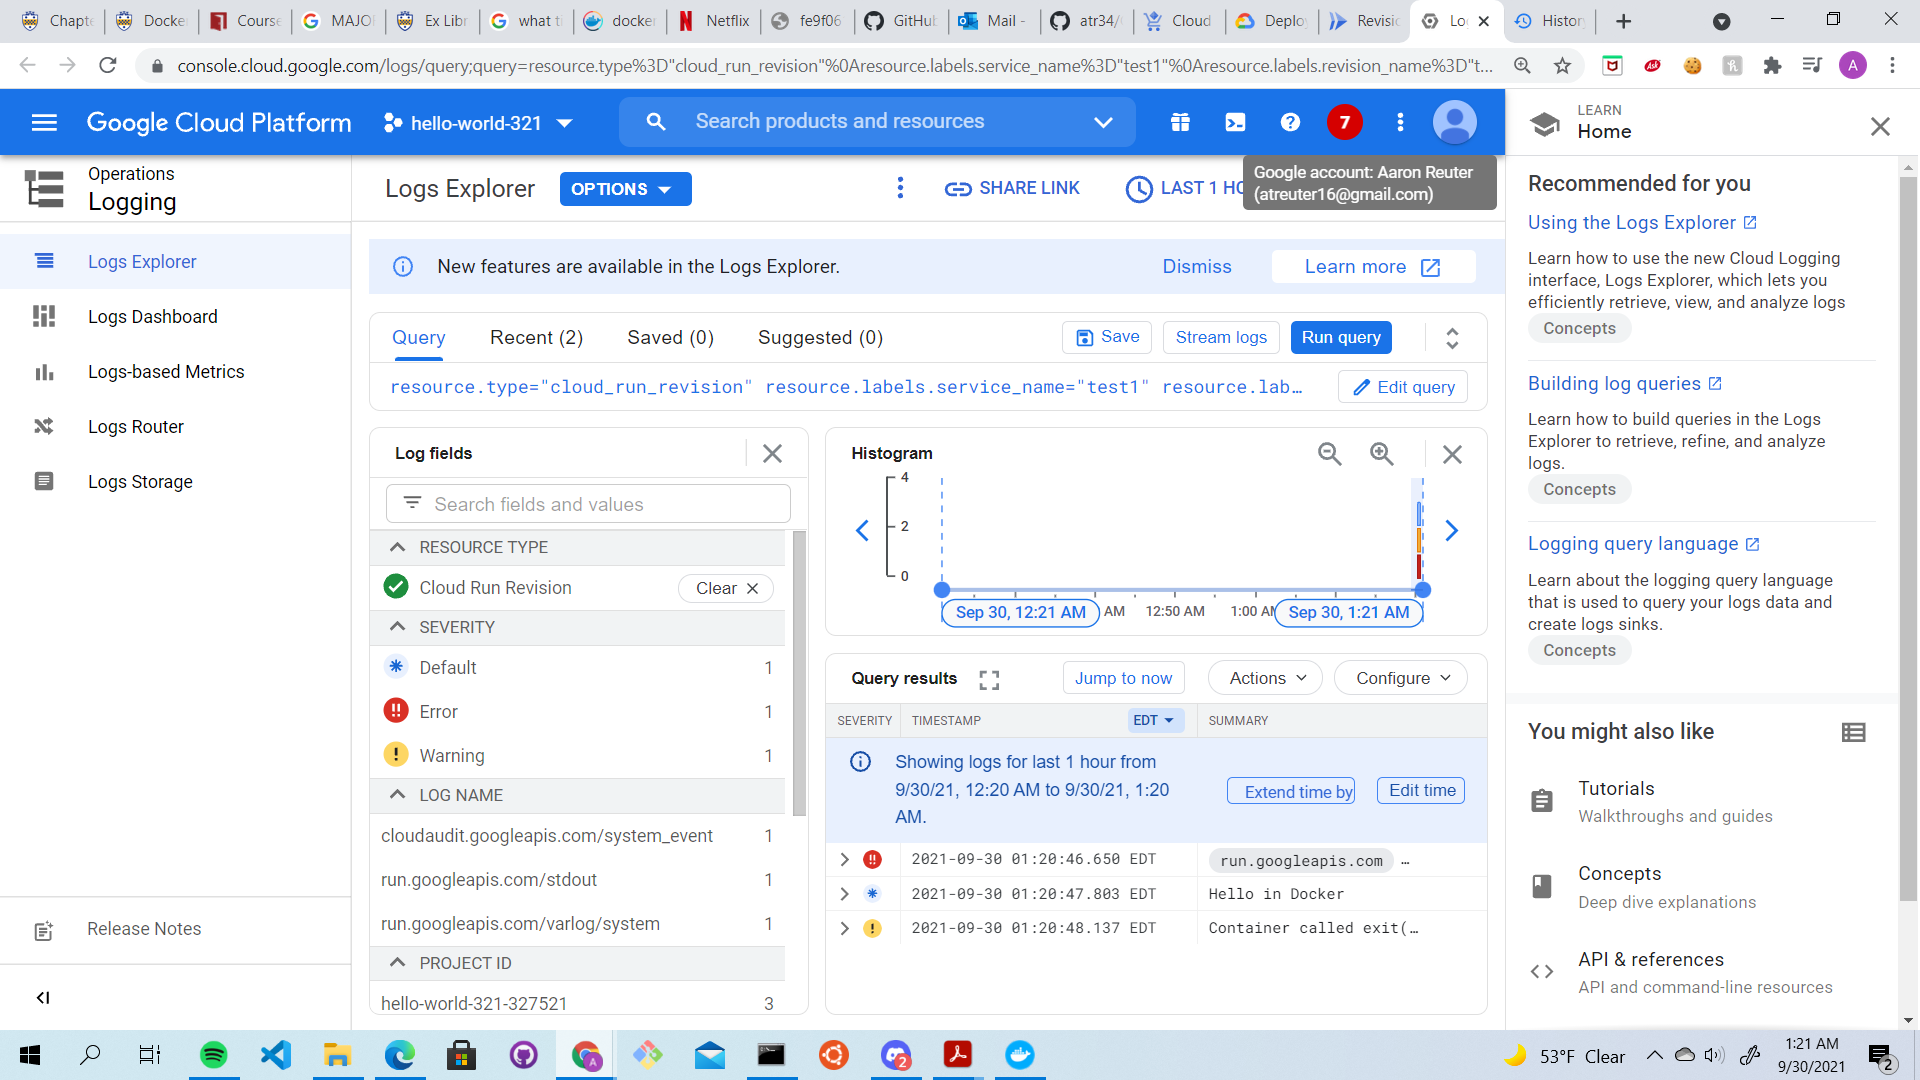 Chapte
Docke
Course
MAJOR
Ex Libr
what ti
docker
Netflix
fe9f06
GitHub
Mail -
atr34/
Cloud
Deploy
Revisic
Lo
Histor
console.cloud.google.com/logs/query;query=resource.type%3D"cloud_run_revision"%0Aresource.labels.service_name%3D"test1"%0Aresource.labels.revision_name%3D"t...
Ask
A
Google Cloud Platform
hello-world-321
Search products and resources
7
Google account: Aaron Reuter
(atreuter16@gmail.com)
LEARN
Home
Operations
Logging
Logs Explorer
OPTIONS
SHARE LINK
LAST 1 HO
Logs Explorer
Logs Dashboard
Logs-based Metrics
Logs Router
Logs Storage
Release Notes
New features are available in the Logs Explorer.
Dismiss
Learn more
Query
Recent (2)
Saved (0)
Suggested (0)
Save
Stream logs
Run query
resource.type="cloud_run_revision" resource.labels.service_name="test1" resource.lab…
Edit query
Log fields
Search fields and values
RESOURCE TYPE
Cloud Run Revision
Clear
SEVERITY
Default 1
Error 1
Warning 1
LOG NAME
cloudaudit.googleapis.com/system_event 1
run.googleapis.com/stdout 1
run.googleapis.com/varlog/system 1
PROJECT ID
hello-world-321-327521 3
Histogram
4
2
0
Sep 30, 12:21 AM
AM
12:50 AM
1:00 AM
Sep 30, 1:21 AM
Query results
Jump to now
Actions
Configure
SEVERITY
TIMESTAMP
EDT
SUMMARY
Showing logs for last 1 hour from
9/30/21, 12:20 AM to 9/30/21, 1:20
AM.
Extend time by
Edit time
2021-09-30 01:20:46.650 EDT run.googleapis.com …
2021-09-30 01:20:47.803 EDT Hello in Docker
2021-09-30 01:20:48.137 EDT Container called exit(…
Recommended for you
Using the Logs Explorer
Learn how to use the new Cloud Logging
interface, Logs Explorer, which lets you
efficiently retrieve, view, and analyze logs
Concepts
Building log queries
Learn how to build queries in the Logs
Explorer to retrieve, refine, and analyze
logs.
Concepts
Logging query language
Learn about the logging query language
that is used to query your logs data and
create logs sinks.
Concepts
You might also like
Tutorials
Walkthroughs and guides
Concepts
Deep dive explanations
API & references
API and command-line resources
A
2
53°F Clear
1:21 AM
9/30/2021
2